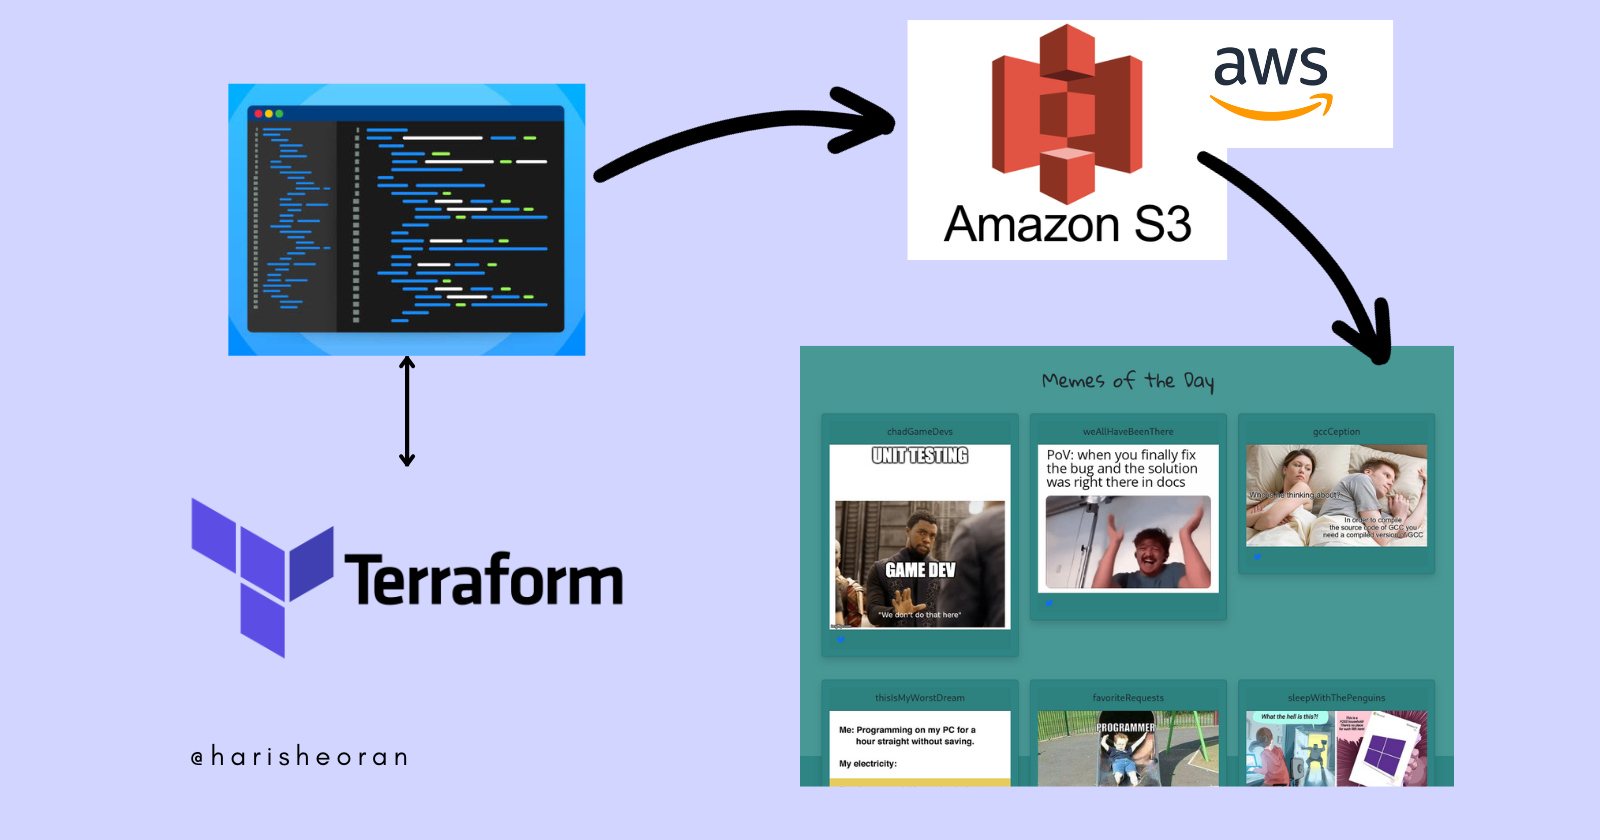 aws
Amazon S3
Terraform
@harisheoran
Memes of the Day
chadGameDevs
UNIT TESTING
GAME DEV
"We don't do that here"
weAllHaveBeenThere
PoV: when you finally fix
the bug and the solution
was right there in docs
gccCeption
thinking about?
In order to compile
the source code of GCC you
need a compiled version of GCC
thisIsMyWorstDream
Me: Programming on my PC for a
hour straight without saving.
My electricity:
favoriteRequests
PROGRAMMER
sleepWithThePenguins
What the hell is this?!